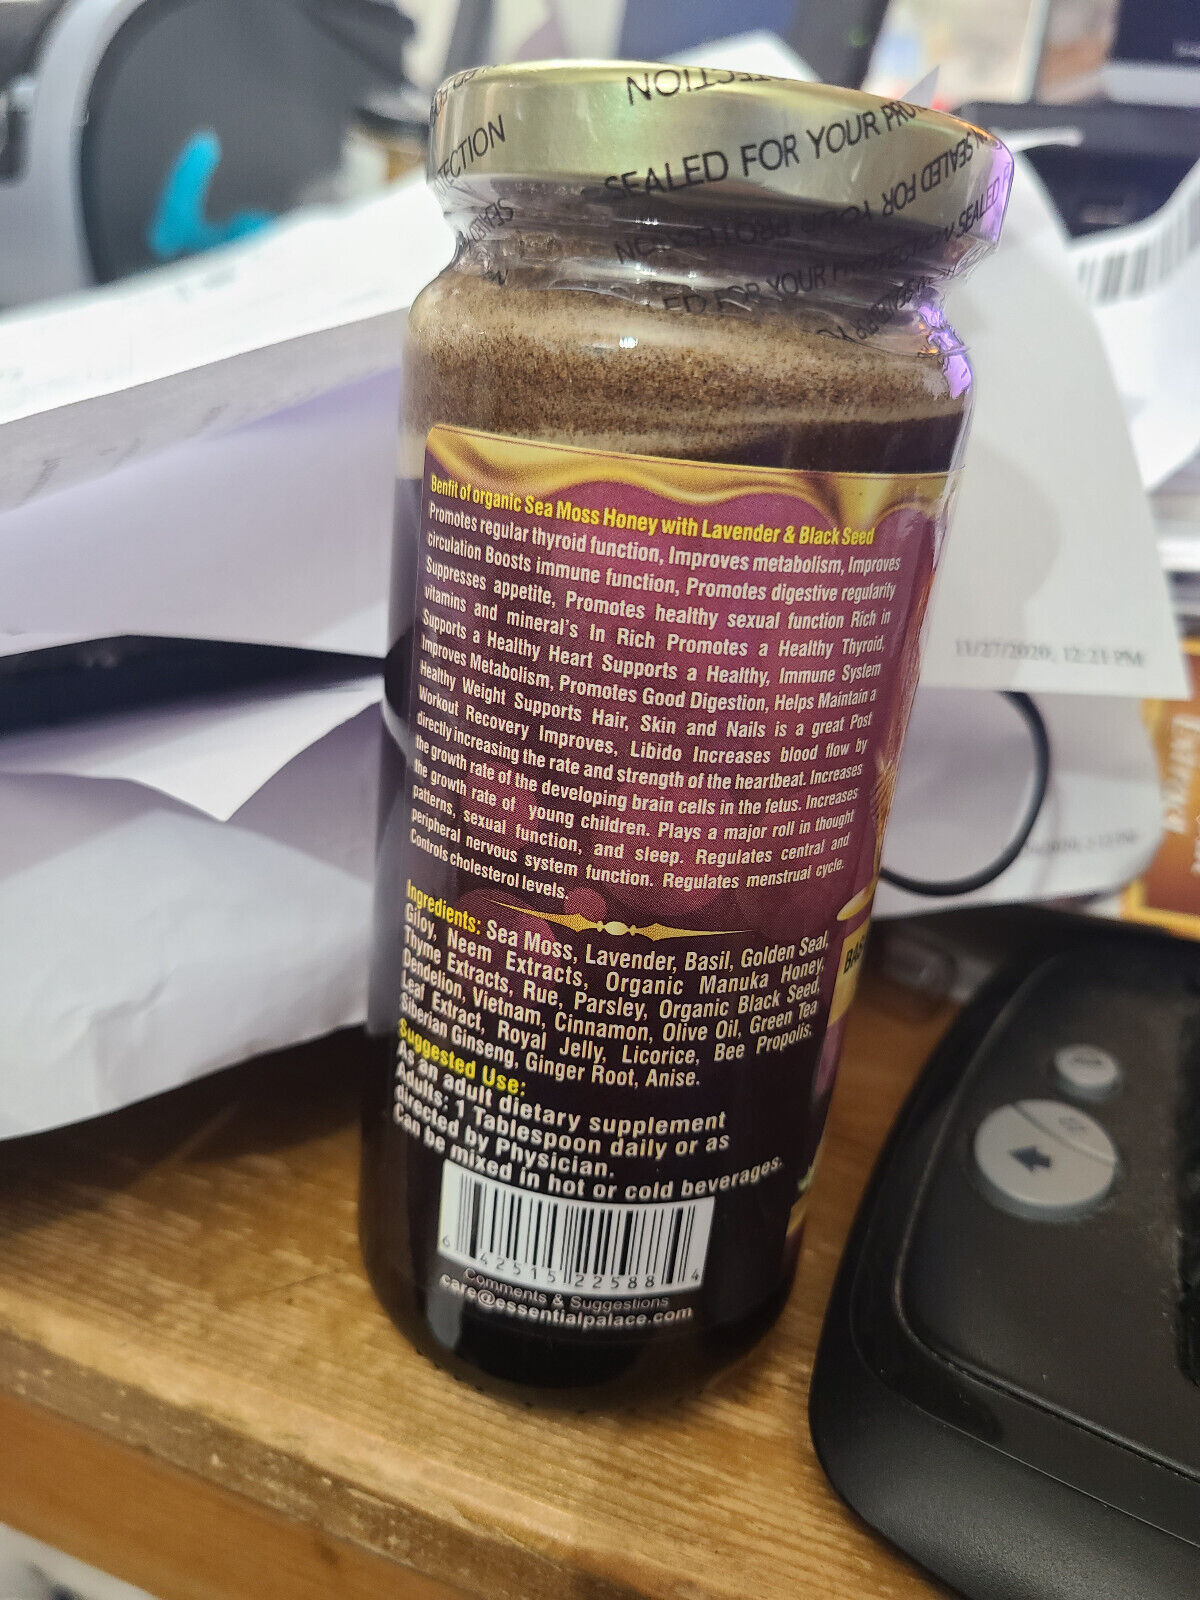 NOITƆƎTION
ECTION
SEALED FOR YOUR PRO
SEALED FOR
SEALED
Benfit of organic Sea Moss Honey with Lavender & Black Seed
Promotes regular thyroid function, Improves metabolism, Improves
circulation Boosts immune function, Promotes digestive regularity
Suppresses appetite, Promotes healthy sexual function Rich in
vitamins and mineral's In Rich Promotes a Healthy Thyroid,
Supports a Healthy Heart Supports a Healthy, Immune System
Improves Metabolism, Promotes Good Digestion, Helps Maintain a
Healthy Weight Supports Hair, Skin and Nails is a great Post
Workout Recovery Improves, Libido Increases blood flow by
directly increasing the rate and strength of the heartbeat. Increases
the growth rate of the developing brain cells in the fetus. Increases
the growth rate of young children. Plays a major roll in thought
patterns, sexual function, and sleep. Regulates central and
peripheral nervous system function. Regulates menstrual cycle.
Controls cholesterol levels.
Ingredients: Sea Moss, Lavender, Basil, Golden Seal,
Giloy, Neem Extracts, Organic Manuka Honey,
Thyme Extracts, Rue, Parsley, Organic Black Seed,
Dendelion, Vietnam, Cinnamon, Olive Oil, Green Tea
Leaf Extract, Royal Jelly, Licorice, Bee Propolis,
Siberian Ginseng, Ginger Root, Anise.
Suggested Use:
As an adult dietary supplement
Adults: 1 Tablespoon daily or as
directed by Physician.
Can be mixed in hot or cold beverages.
6 42515 22588 4
Comments & Suggestions
care@essentialpalace.com
BAS
11/27/2020, 12:21 PM